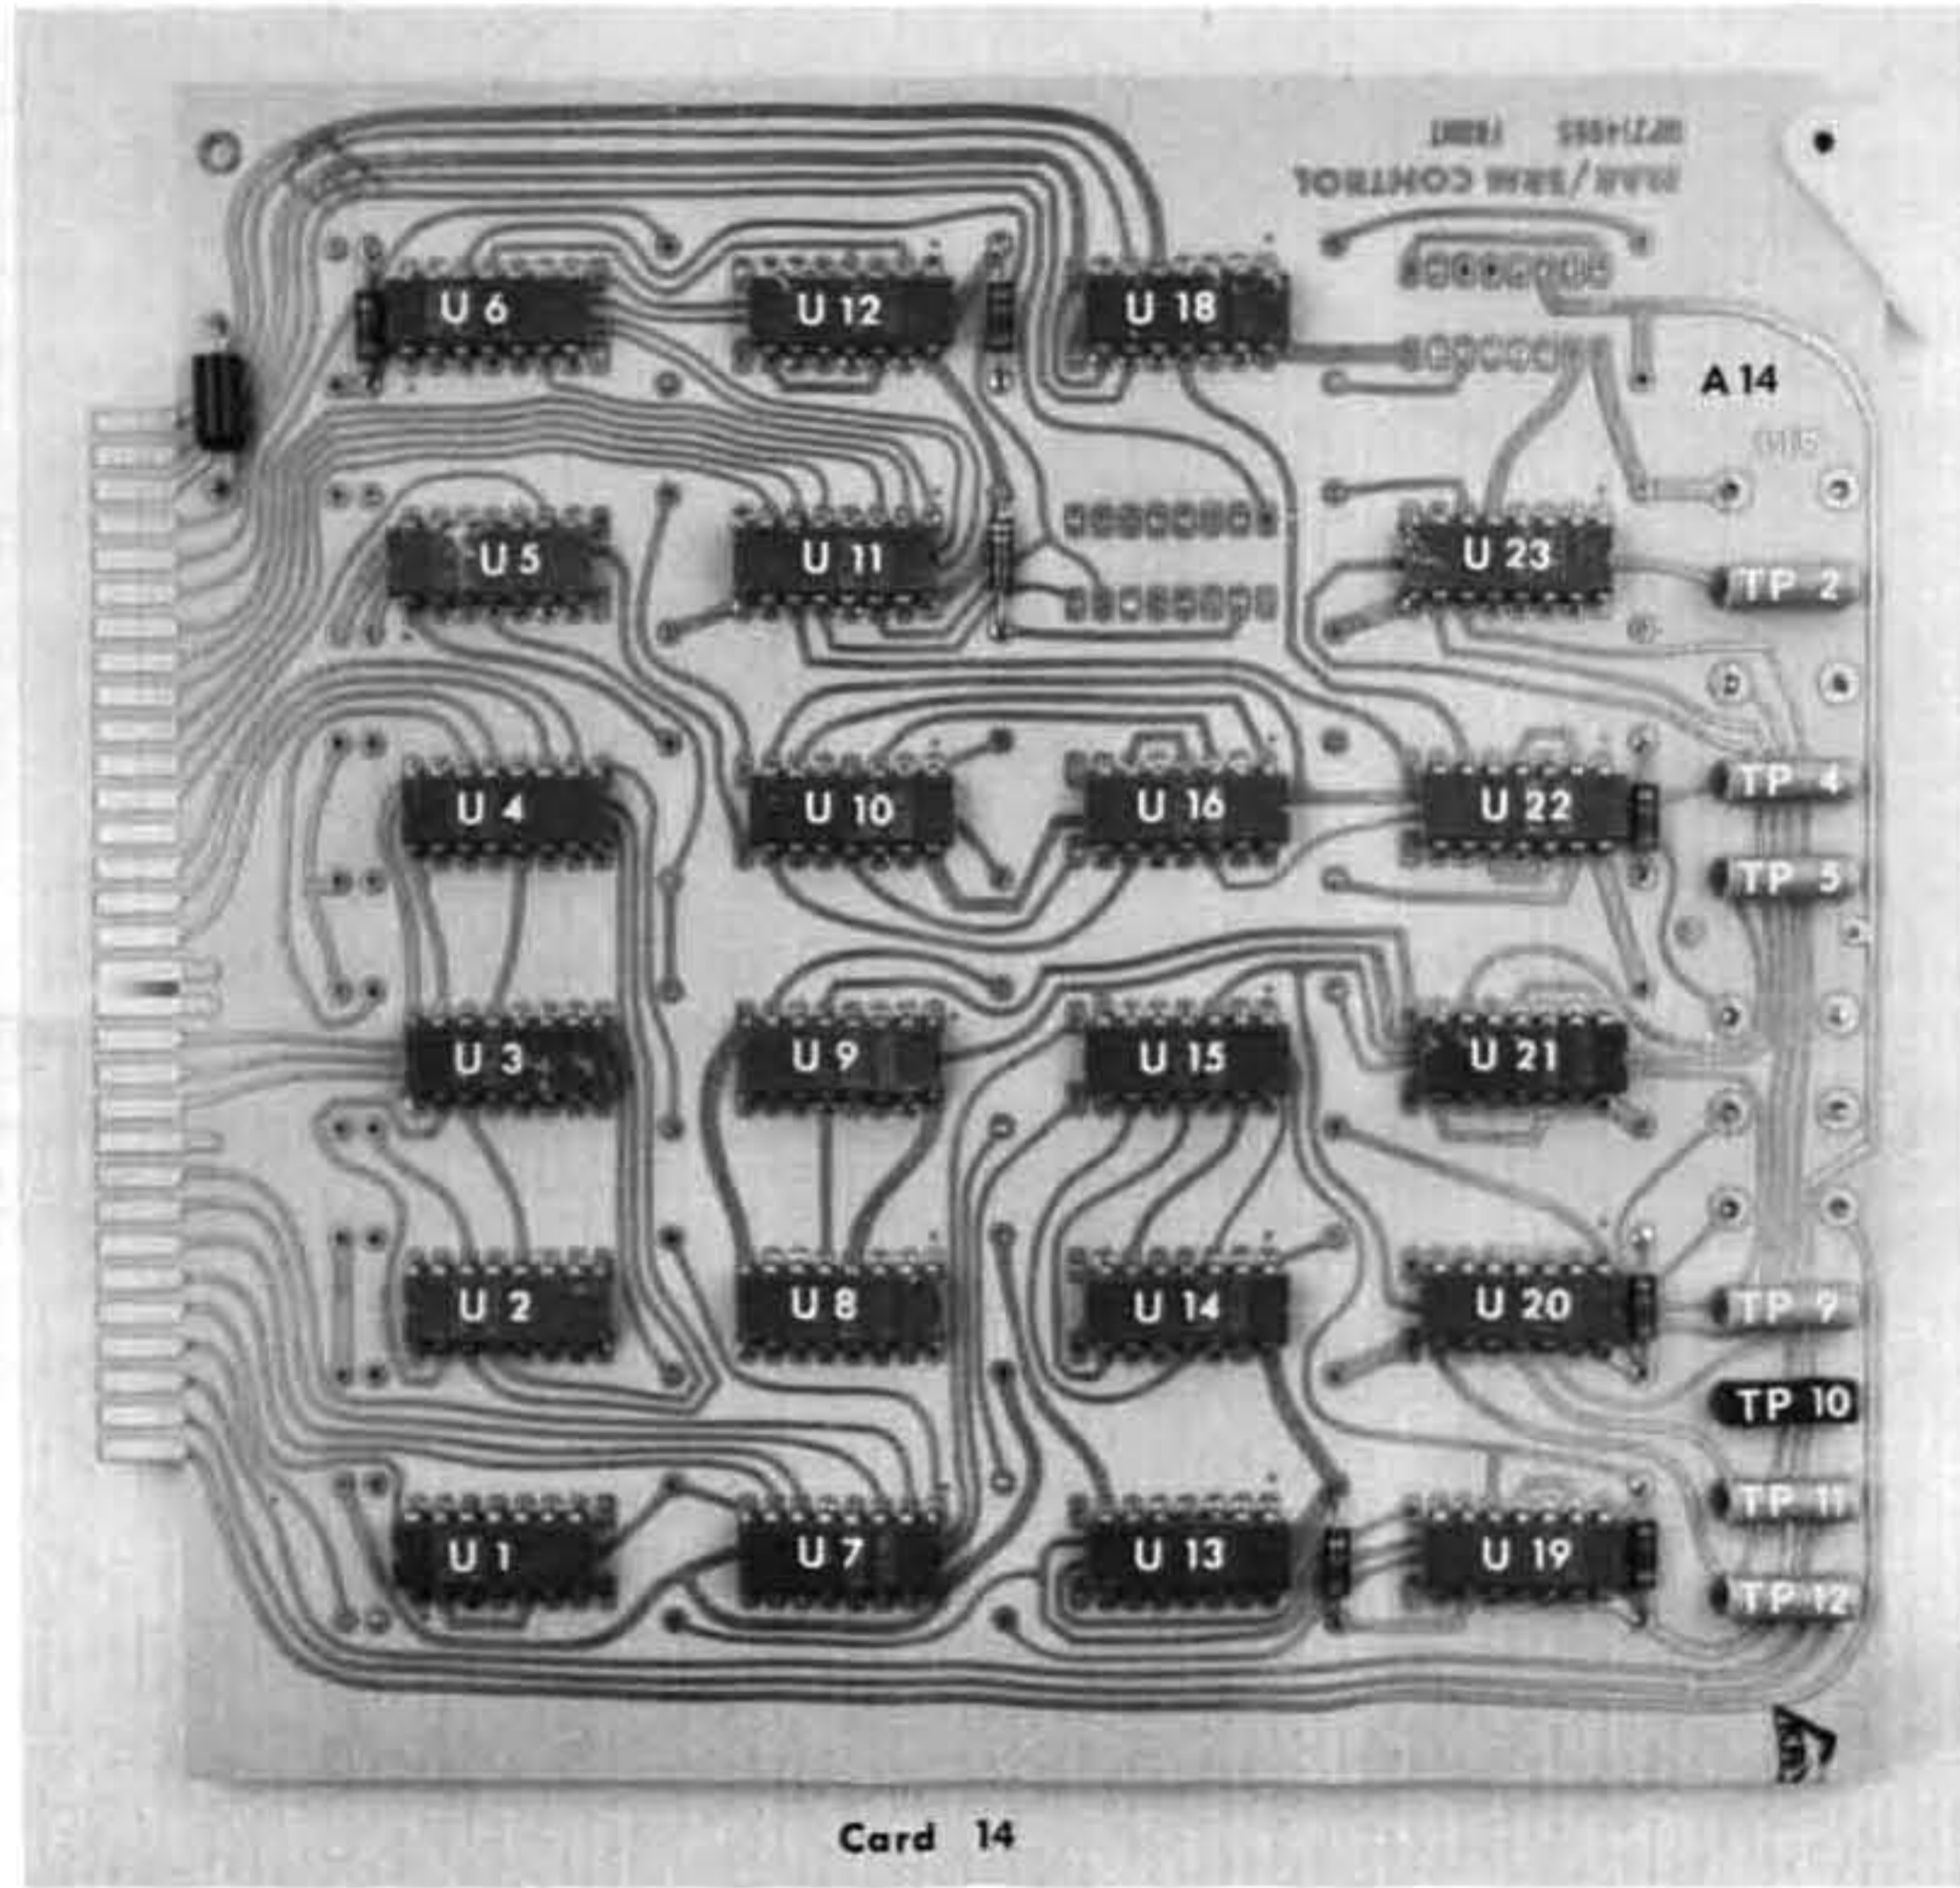 U 6 U 12 U 18
A 14
U 5 U 11 U 23
TP 2
U 4 U 10 U 16 U 22
TP 4
TP 5
U 3 U 9 U 15 U 21
U 2 U 8 U 14 U 20
TP 9
TP 10
TP 11
U 1 U 7 U 13 U 19
TP 12
Card 14